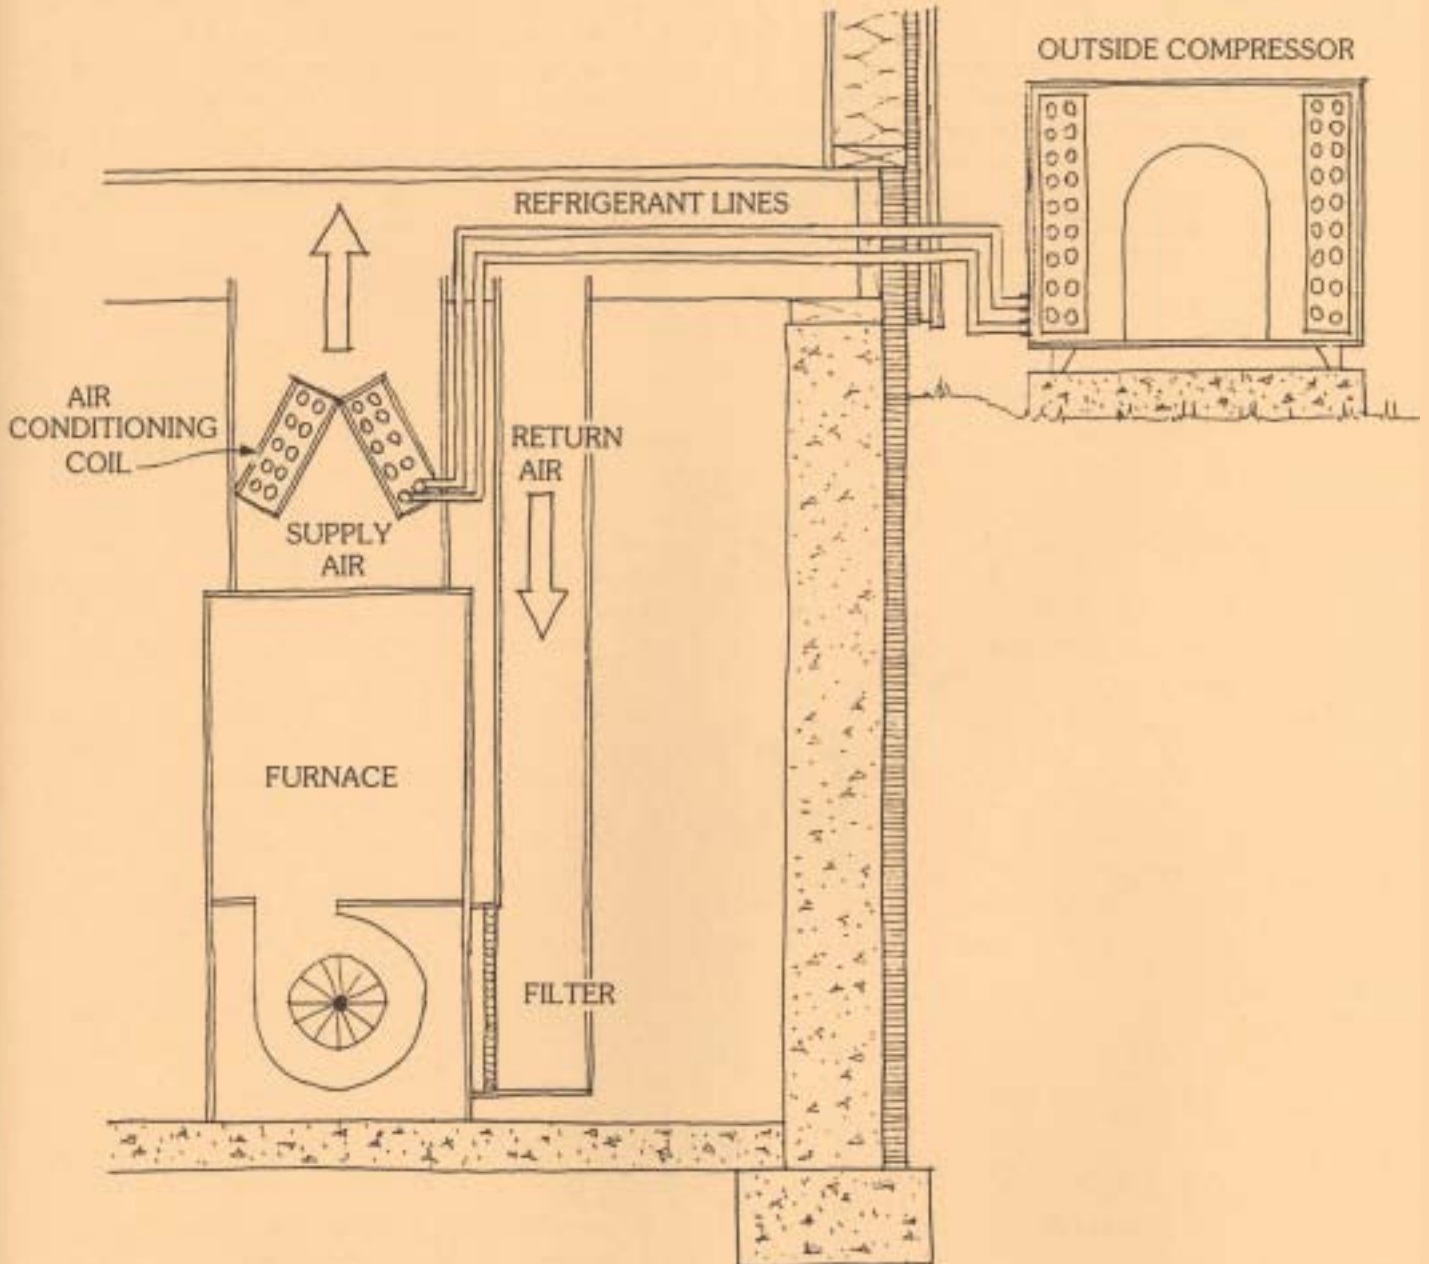 OUTSIDE COMPRESSOR
REFRIGERANT LINES
AIR
CONDITIONING
COIL
RETURN
AIR
SUPPLY
AIR
FURNACE
FILTER